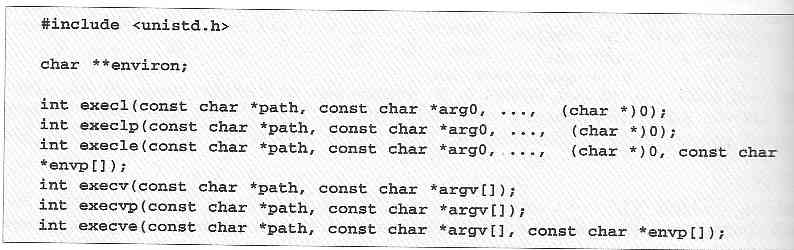 #include <unistd.h>
char **environ;
int execl(const char *path, const char *arg0, ..., (char *)0);
int execlp(const char *path, const char *arg0, ..., (char *)0);
int execle(const char *path, const char *arg0, ..., (char *)0, const char
*envp[]);
int execv(const char *path, const char *argv[]);
int execvp(const char *path, const char *argv[]);
int execve(const char *path, const char *argv[], const char *envp[]);